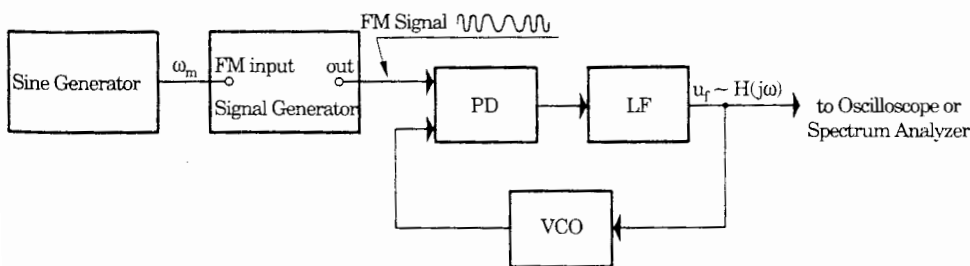 FM Signal
Sine Generator
ω_m
FM input
out
Signal Generator
PD
LF
u_f ~ H(jω)
to Oscilloscope or
Spectrum Analyzer
VCO